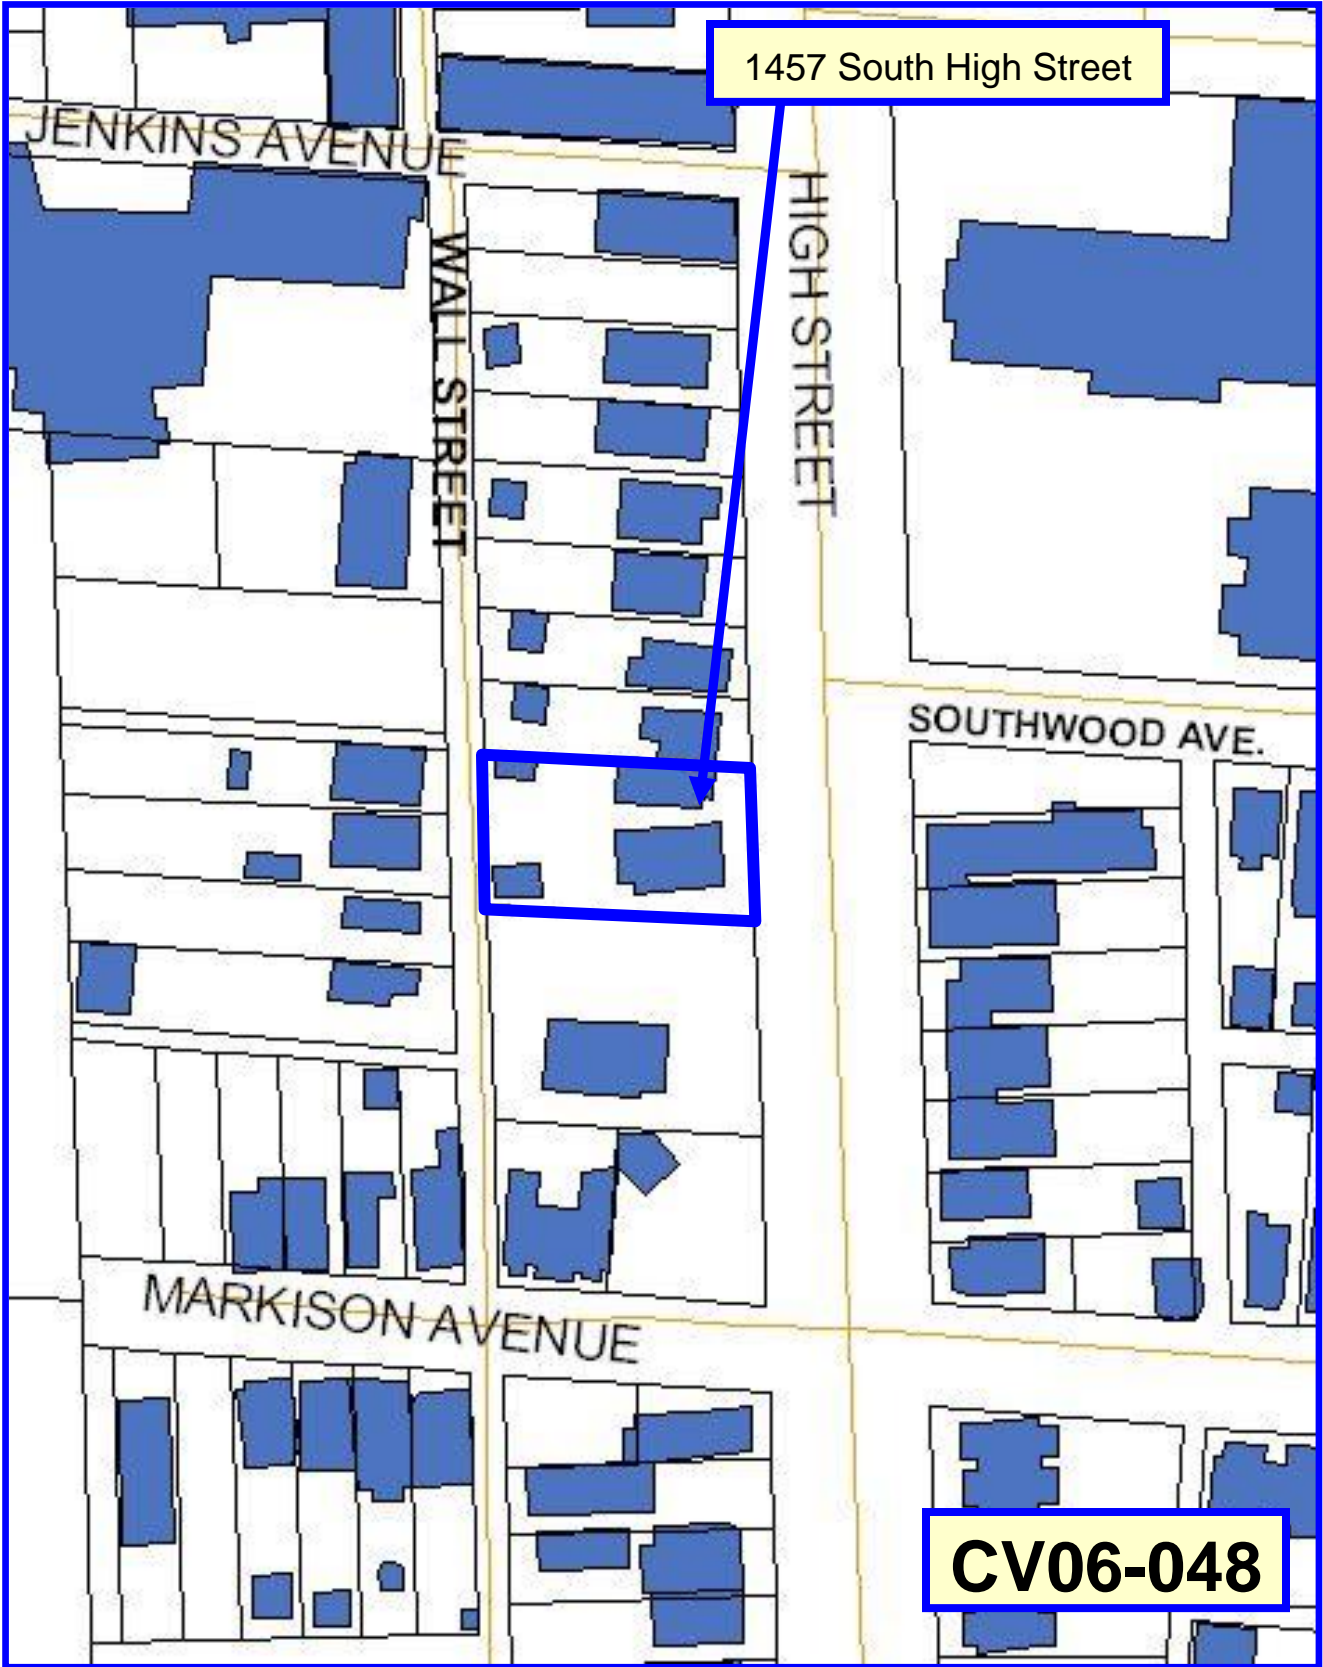 1457 South High Street
JENKINS AVENUE
HIGH STREET
WALL STREET
SOUTHWOOD AVE.
MARKISON AVENUE
CV06-048